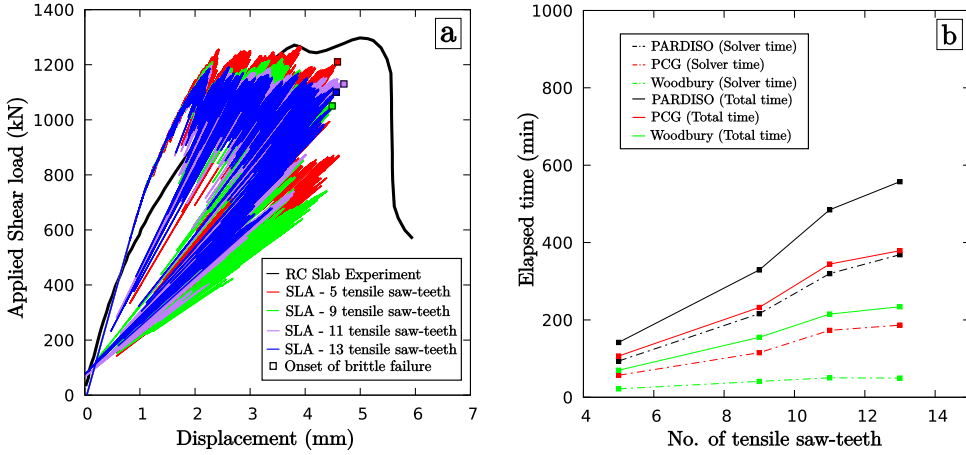 a
1400
1200
1000
800
600
400
200
0
0 1 2 3 4 5 6 7
Applied Shear load (kN)
Displacement (mm)
RC Slab Experiment
SLA - 5 tensile saw-teeth
SLA - 9 tensile saw-teeth
SLA - 11 tensile saw-teeth
SLA - 13 tensile saw-teeth
Onset of brittle failure
b
1000
800
600
400
200
0
4 6 8 10 12 14
Elapsed time (min)
No. of tensile saw-teeth
PARDISO (Solver time)
PCG (Solver time)
Woodbury (Solver time)
PARDISO (Total time)
PCG (Total time)
Woodbury (Total time)